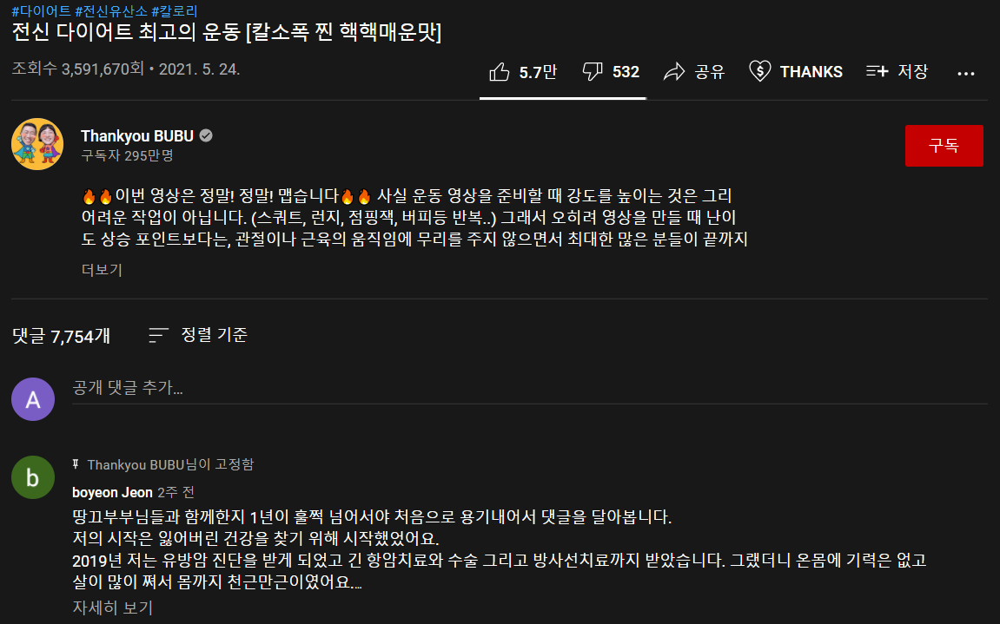 #다이어트 #전신유산소 #칼로리
전신 다이어트 최고의 운동 [칼소폭 찐 핵핵매운맛]
조회수 3,591,670회 • 2021. 5. 24.
5.7만 532 공유 THANKS 저장 ...
Thankyou BUBU
구독자 295만명
구독
🔥🔥이번 영상은 정말! 정말! 맵습니다🔥🔥 사실 운동 영상을 준비할 때 강도를 높이는 것은 그리
어려운 작업이 아닙니다. (스쿼트, 런지, 점핑잭, 버피등 반복..) 그래서 오히려 영상을 만들 때 난이
도 상승 포인트보다는, 관절이나 근육의 움직임에 무리를 주지 않으면서 최대한 많은 분들이 끝까지
더보기
댓글 7,754개 정렬 기준
A
공개 댓글 추가...
b
Thankyou BUBU님이 고정함
boyeon Jeon 2주 전
땅끄부부님들과 함께한지 1년이 훌쩍 넘어서야 처음으로 용기내어서 댓글을 달아봅니다.
저의 시작은 잃어버린 건강을 찾기 위해 시작했었어요.
2019년 저는 유방암 진단을 받게 되었고 긴 항암치료와 수술 그리고 방사선치료까지 받았습니다. 그랬더니 온몸에 기력은 없고
살이 많이 쪄서 몸까지 천근만근이였어요....
자세히 보기